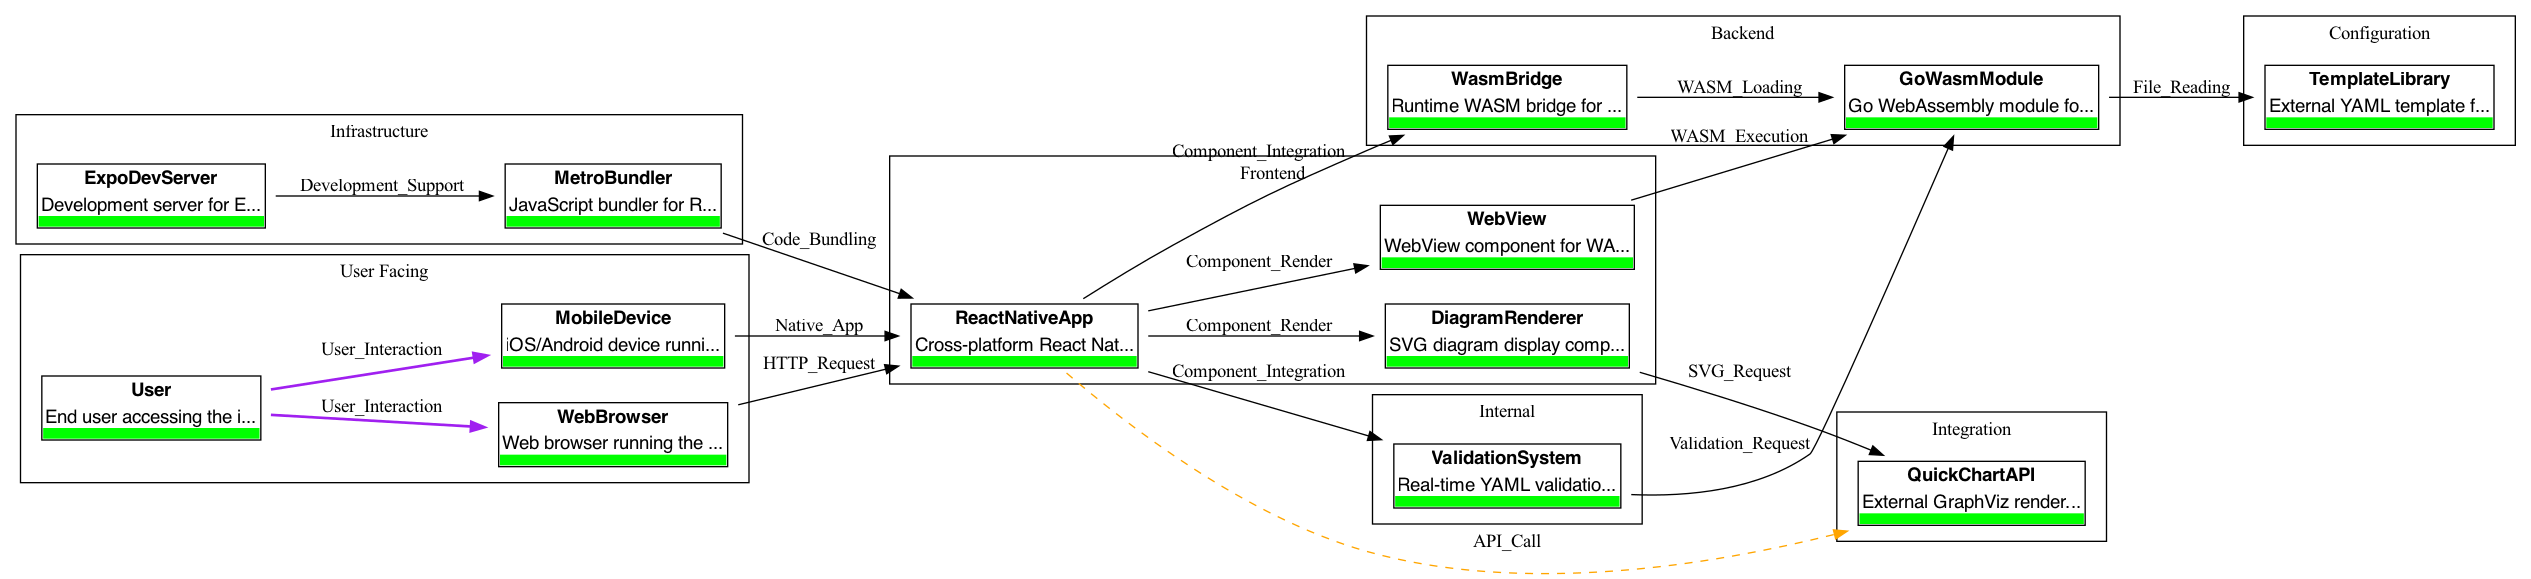 Infrastructure
ExpoDevServer
Development server for E...
Development_Support
MetroBundler
JavaScript bundler for R...
Code_Bundling
User Facing
User
End user accessing the i...
User_Interaction
User_Interaction
MobileDevice
iOS/Android device runni...
WebBrowser
Web browser running the ...
Native_App
HTTP_Request
Frontend
ReactNativeApp
Cross-platform React Nat...
Component_Integration
Component_Render
Component_Render
Component_Integration
WebView
WebView component for WA...
DiagramRenderer
SVG diagram display comp...
Backend
WasmBridge
Runtime WASM bridge for ...
WASM_Loading
WASM_Execution
GoWasmModule
Go WebAssembly module fo...
File_Reading
Configuration
TemplateLibrary
External YAML template f...
Internal
ValidationSystem
Real-time YAML validatio...
SVG_Request
Validation_Request
API_Call
Integration
QuickChartAPI
External GraphViz render...